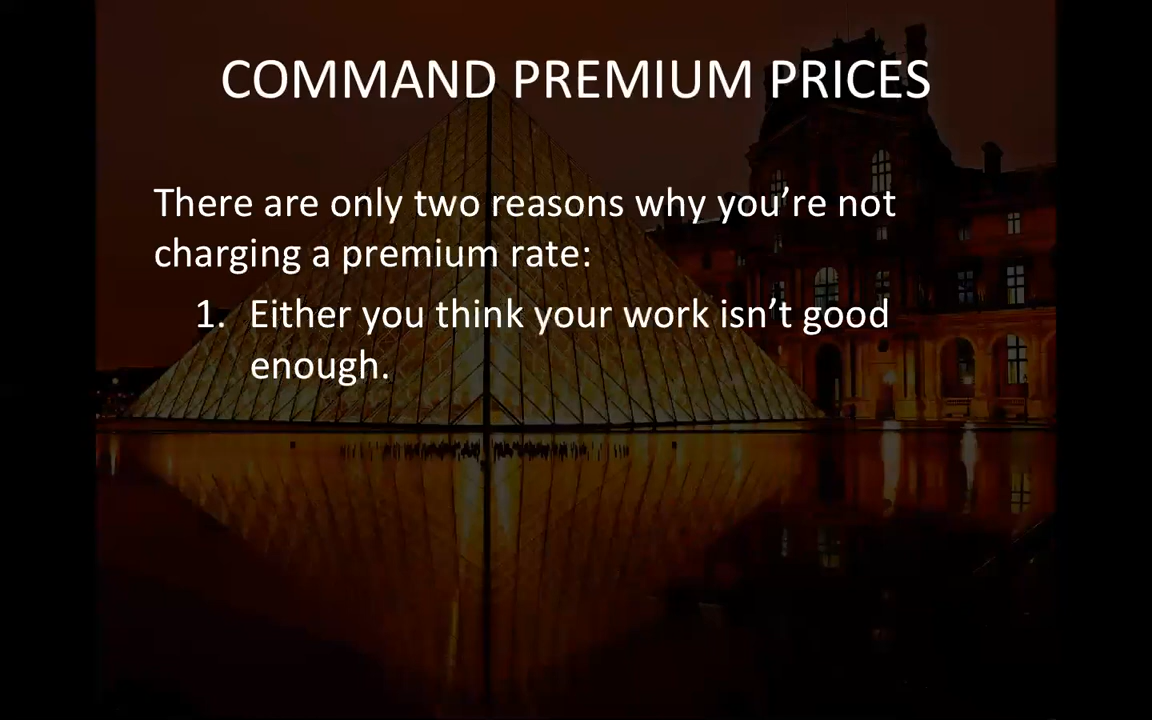 COMMAND PREMIUM PRICES
There are only two reasons why you’re not
charging a premium rate:
1. Either you think your work isn’t good
enough.